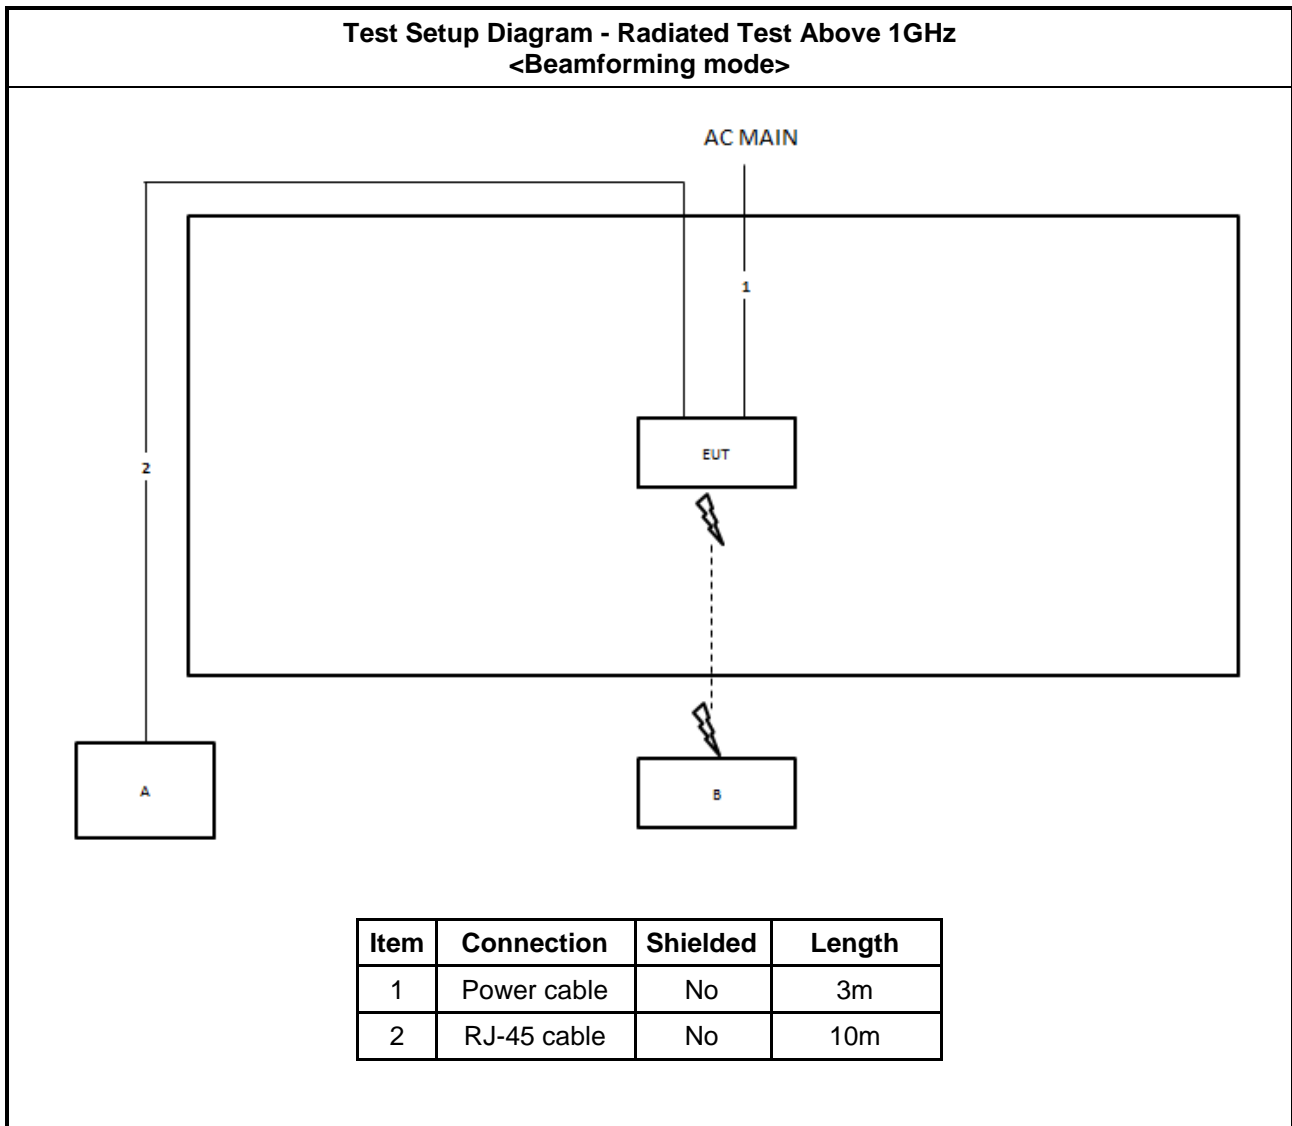 Test Setup Diagram - Radiated Test Above 1GHz
<Beamforming mode>
AC MAIN
1
2
EUT
A
B
Item Connection Shielded Length
1 Power cable No 3m
2 RJ-45 cable No 10m